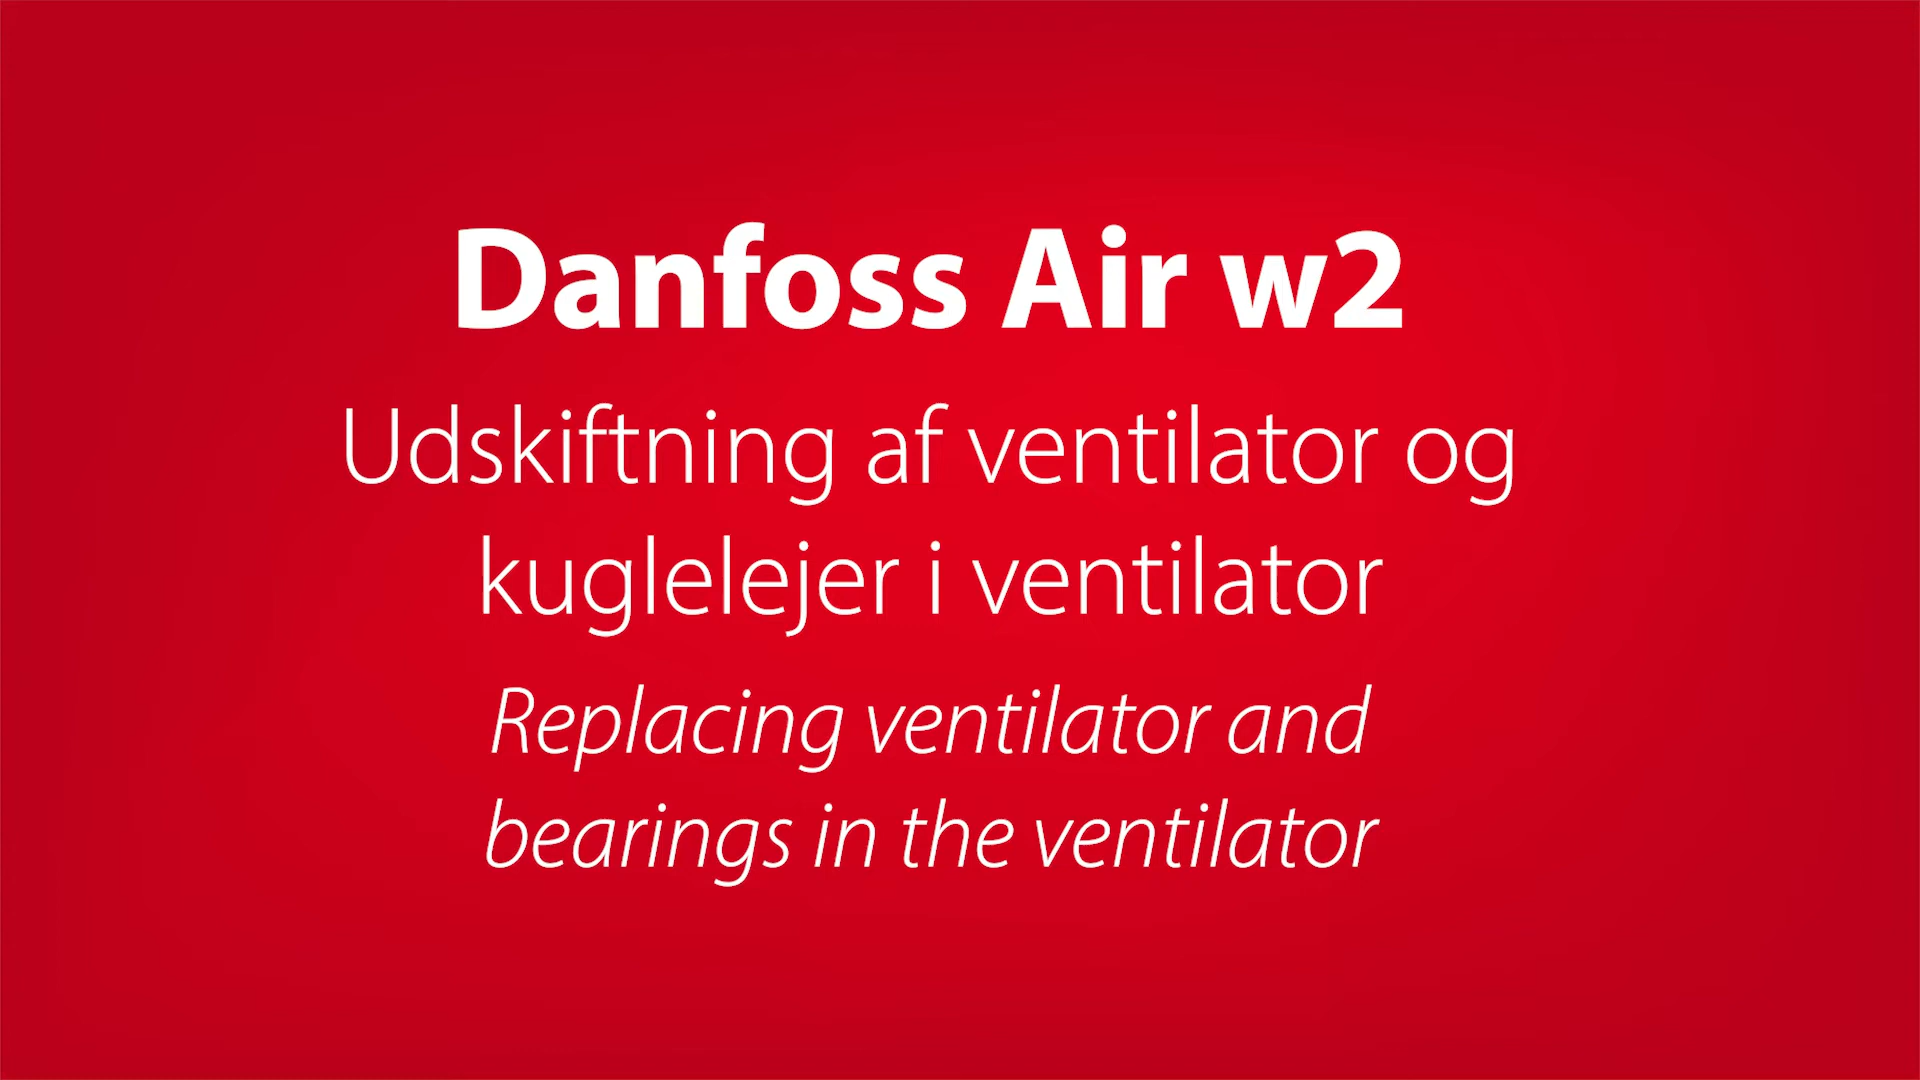 Danfoss Air w2
Udskiftning af ventilator og
kuglelejer i ventilator
Replacing ventilator and
bearings in the ventilator